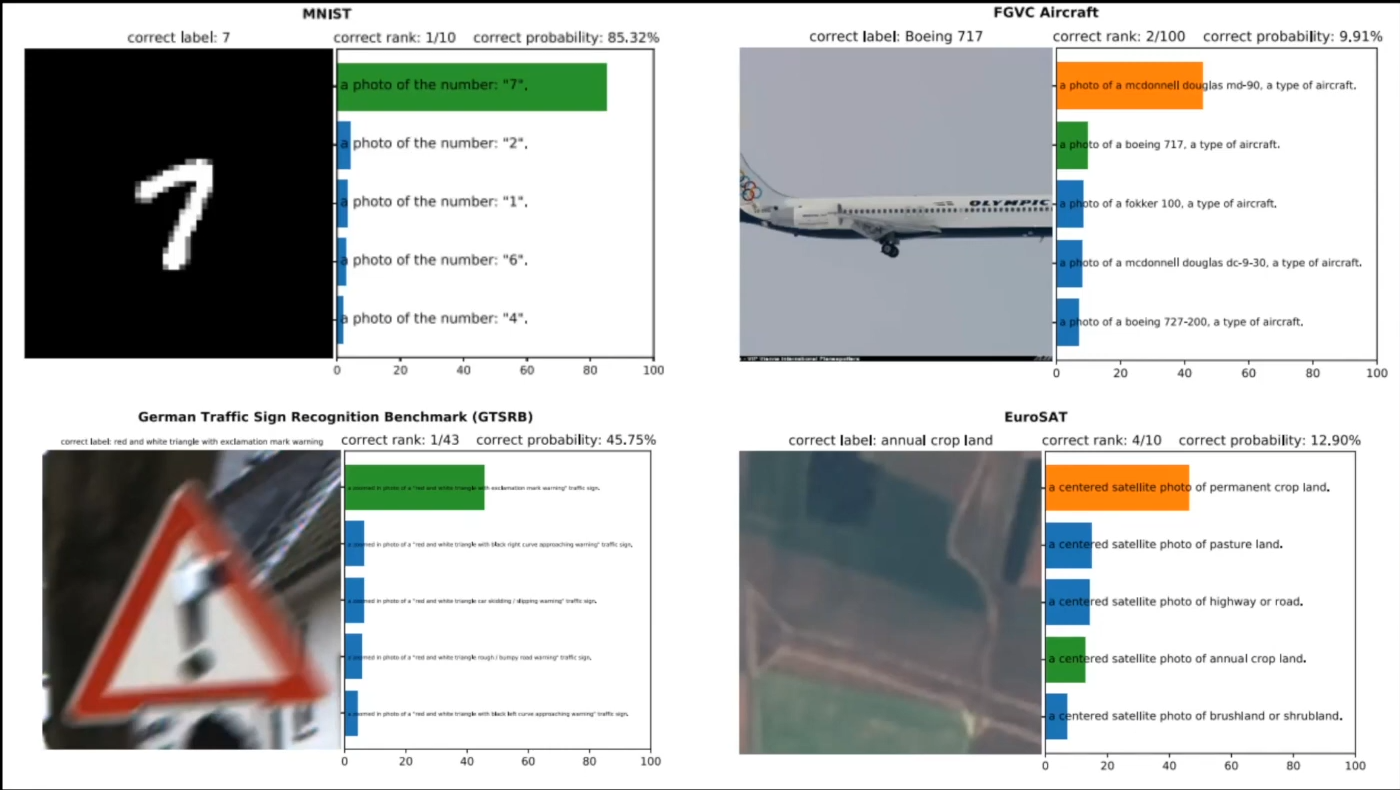 MNIST
correct label: 7
correct rank: 1/10 correct probability: 85.32%
a photo of the number: "7".
a photo of the number: "2".
a photo of the number: "1".
a photo of the number: "6".
a photo of the number: "4".
0 20 40 60 80 100
FGVC Aircraft
correct label: Boeing 717
correct rank: 2/100 correct probability: 9.91%
OLYMPIC
a photo of a mcdonnell douglas md-90, a type of aircraft.
a photo of a boeing 717, a type of aircraft.
a photo of a fokker 100, a type of aircraft.
a photo of a mcdonnell douglas dc-9-30, a type of aircraft.
a photo of a boeing 727-200, a type of aircraft.
0 20 40 60 80 100
German Traffic Sign Recognition Benchmark (GTSRB)
correct label: red and white triangle with exclamation mark warning
correct rank: 1/43 correct probability: 45.75%
!
a zoomed in photo of a "red and white triangle with exclamation mark warning" traffic sign.
a zoomed in photo of a "red and white triangle with black right curve approaching warning" traffic sign.
a zoomed in photo of a "red and white triangle car skidding / slipping warning" traffic sign.
a zoomed in photo of a "red and white triangle rough / bumpy road warning" traffic sign.
a zoomed in photo of a "red and white triangle with black left curve approaching warning" traffic sign.
0 20 40 60 80 100
EuroSAT
correct label: annual crop land
correct rank: 4/10 correct probability: 12.90%
a centered satellite photo of permanent crop land.
a centered satellite photo of pasture land.
a centered satellite photo of highway or road.
a centered satellite photo of annual crop land.
a centered satellite photo of brushland or shrubland.
0 20 40 60 80 100